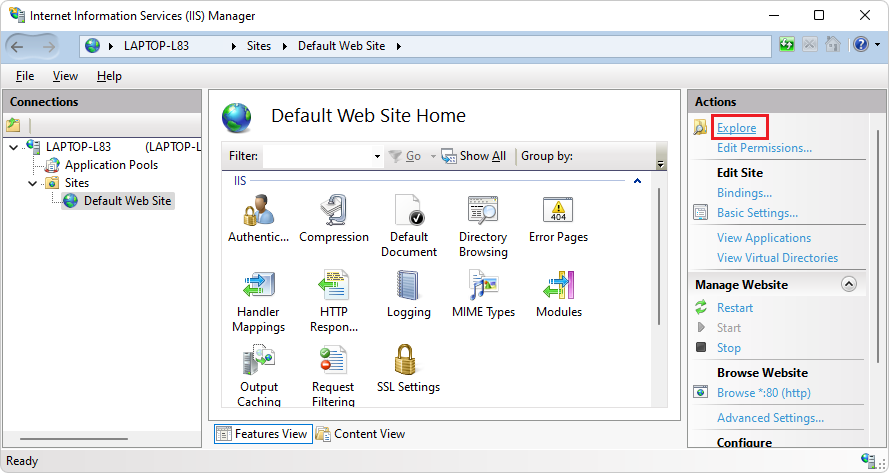 Internet Information Services (IIS) Manager
LAPTOP-L83 Sites Default Web Site
File View Help
Connections
LAPTOP-L83 (LAPTOP-L
Application Pools
Sites
Default Web Site
Default Web Site Home
Filter: Go Show All Group by:
IIS
Authentic... Compression Default Document Directory Browsing Error Pages
404
Handler Mappings HTTP Respon... Logging MIME Types Modules
Output Caching Request Filtering SSL Settings
Features View Content View
Actions
Explore
Edit Permissions...
Edit Site
Bindings...
Basic Settings...
View Applications
View Virtual Directories
Manage Website
Restart
Start
Stop
Browse Website
Browse *:80 (http)
Advanced Settings...
Configure
Ready